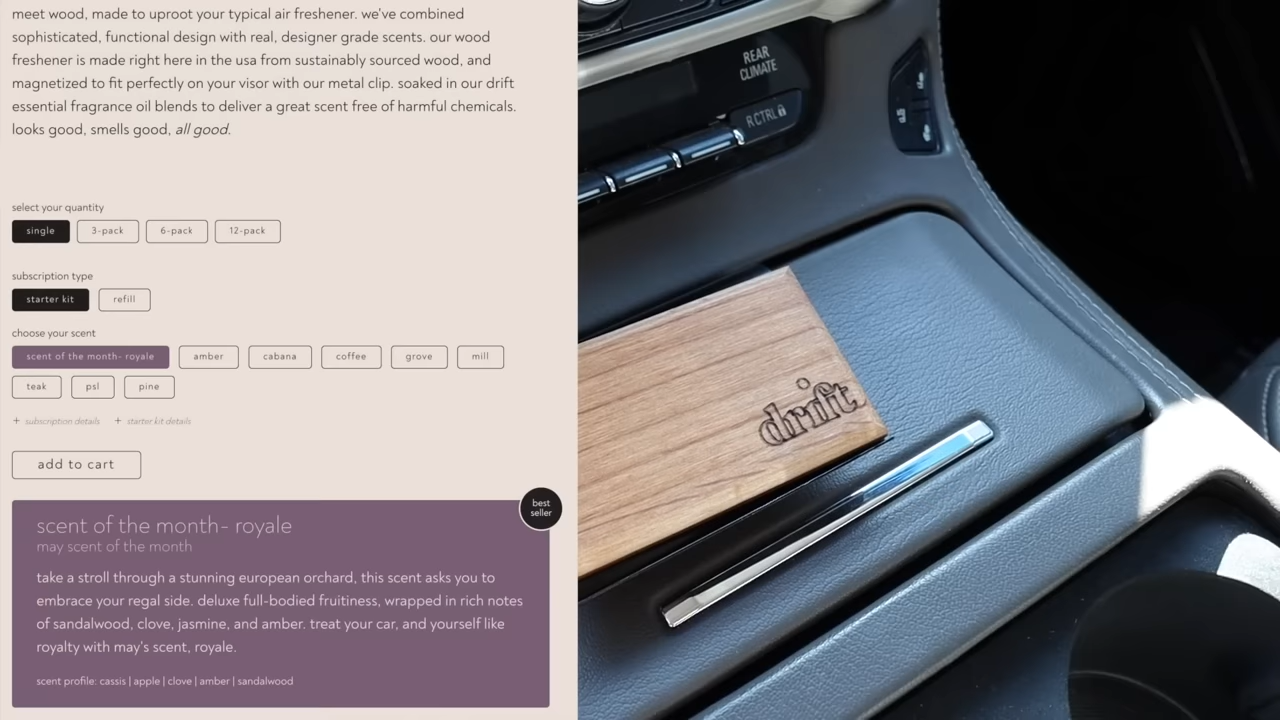 meet wood, made to uproot your typical air freshener. we've combined
sophisticated, functional design with real, designer grade scents. our wood
freshener is made right here in the usa from sustainably sourced wood, and
magnetized to fit perfectly on your visor with our metal clip. soaked in our drift
essential fragrance oil blends to deliver a great scent free of harmful chemicals.
looks good, smells good, all good.
select your quantity
single
3-pack
6-pack
12-pack
subscription type
starter kit
refill
choose your scent
scent of the month- royale
amber
cabana
coffee
grove
mill
teak
psl
pine
+ subscription details
+ starter kit details
add to cart
best
seller
scent of the month- royale
may scent of the month
take a stroll through a stunning european orchard, this scent asks you to
embrace your regal side. deluxe full-bodied fruitiness, wrapped in rich notes
of sandalwood, clove, jasmine, and amber. treat your car, and yourself like
royalty with may's scent, royale.
scent profile: cassis | apple | clove | amber | sandalwood
REAR
CLIMATE
R CTRL
drift